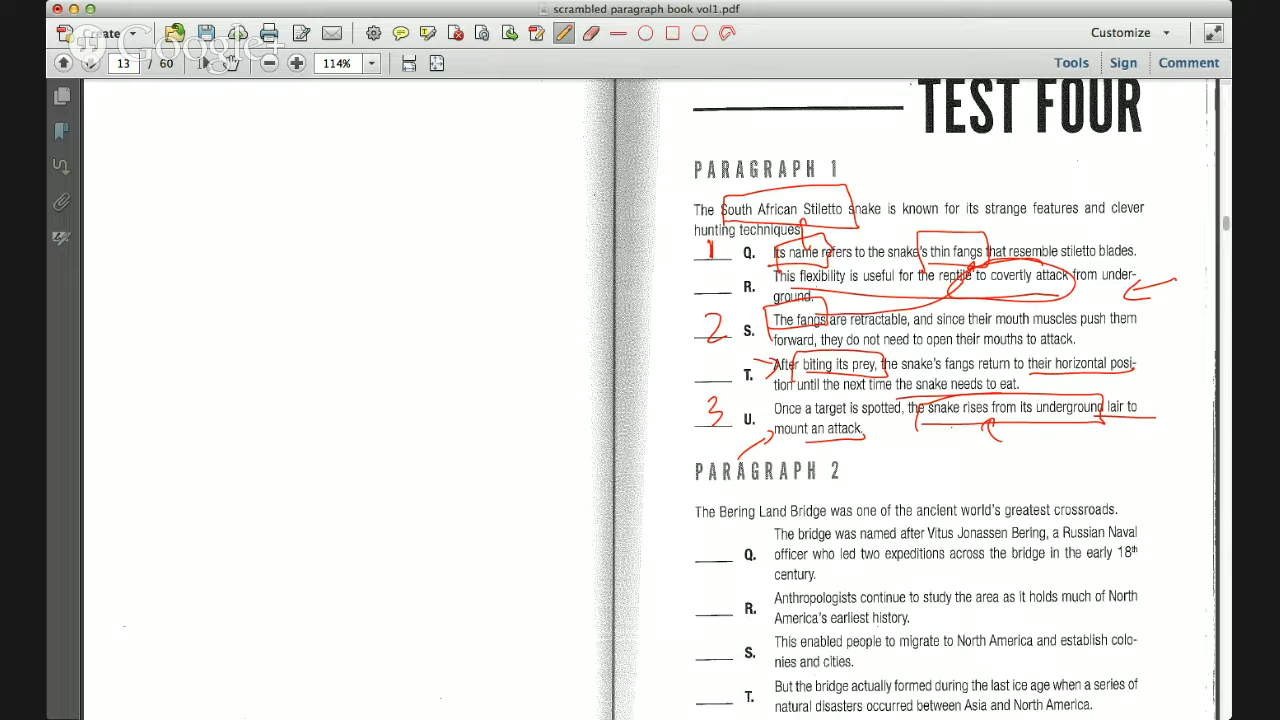 scrambled paragraph book vol1.pdf
Create
Google+
Customize
13 / 60
114%
Tools
Sign
Comment
TEST FOUR
PARAGRAPH 1
The South African Stiletto snake is known for its strange features and clever
hunting techniques.
1 Q. Its name refers to the snake's thin fangs that resemble stiletto blades.
R. This flexibility is useful for the reptile to covertly attack from under-
ground.
2 S. The fangs are retractable, and since their mouth muscles push them
forward, they do not need to open their mouths to attack.
T. After biting its prey, the snake's fangs return to their horizontal posi-
tion until the next time the snake needs to eat.
3 U. Once a target is spotted, the snake rises from its underground lair to
mount an attack.
PARAGRAPH 2
The Bering Land Bridge was one of the ancient world's greatest crossroads.
Q. The bridge was named after Vitus Jonassen Bering, a Russian Naval
officer who led two expeditions across the bridge in the early 18th
century.
R. Anthropologists continue to study the area as it holds much of North
America's earliest history.
S. This enabled people to migrate to North America and establish colo-
nies and cities.
T. But the bridge actually formed during the last ice age when a series of
natural disasters occurred between Asia and North America.